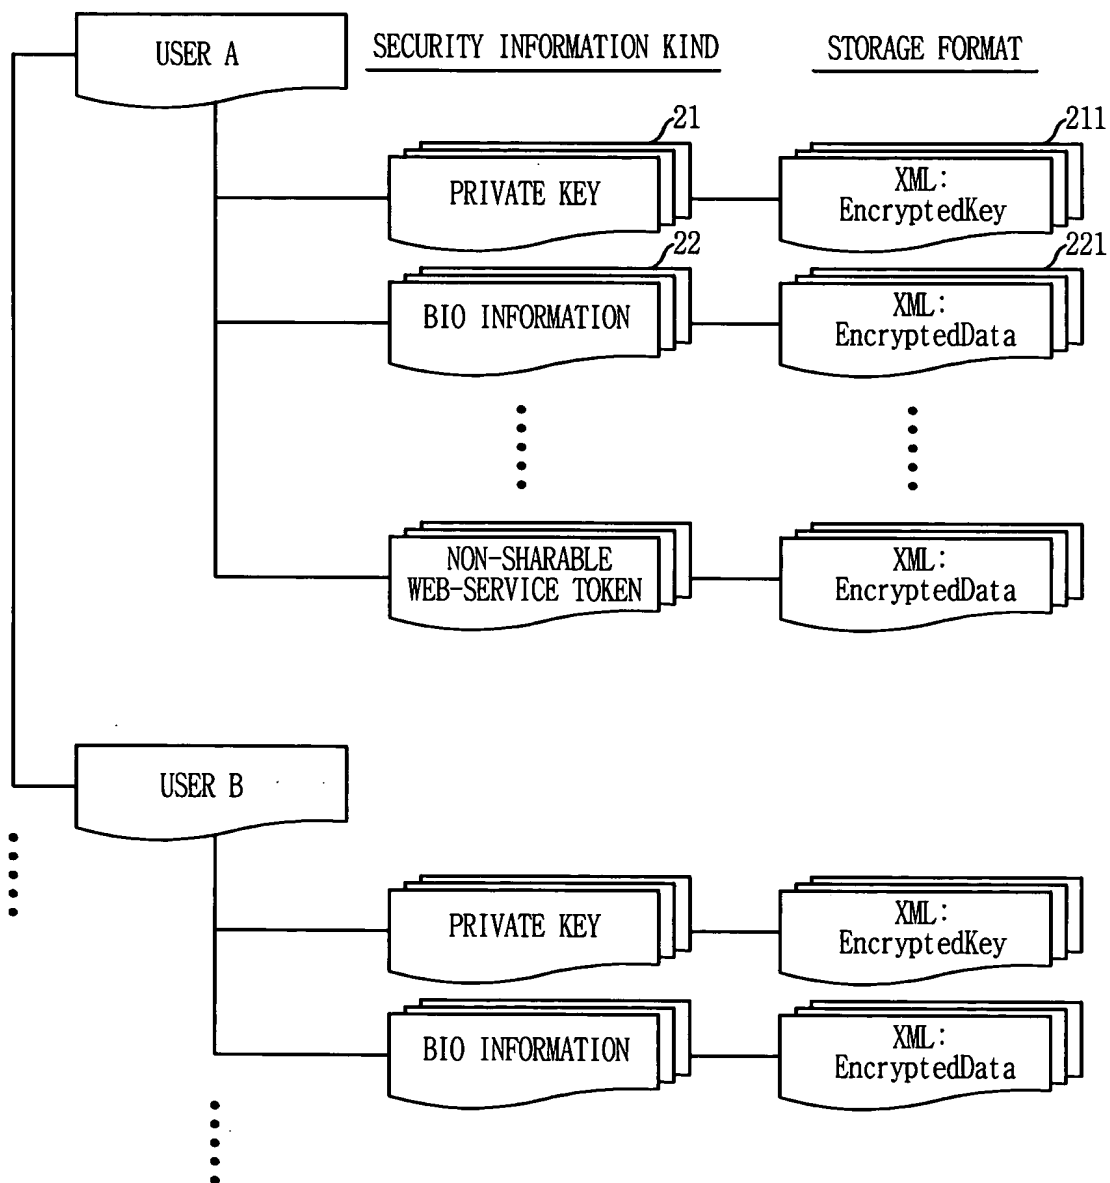 USER A
SECURITY INFORMATION KIND
STORAGE FORMAT
21
211
PRIVATE KEY
XML:
EncryptedKey
22
221
BIO INFORMATION
XML:
EncryptedData
NON-SHARABLE
WEB-SERVICE TOKEN
XML:
EncryptedData
USER B
PRIVATE KEY
XML:
EncryptedKey
BIO INFORMATION
XML:
EncryptedData